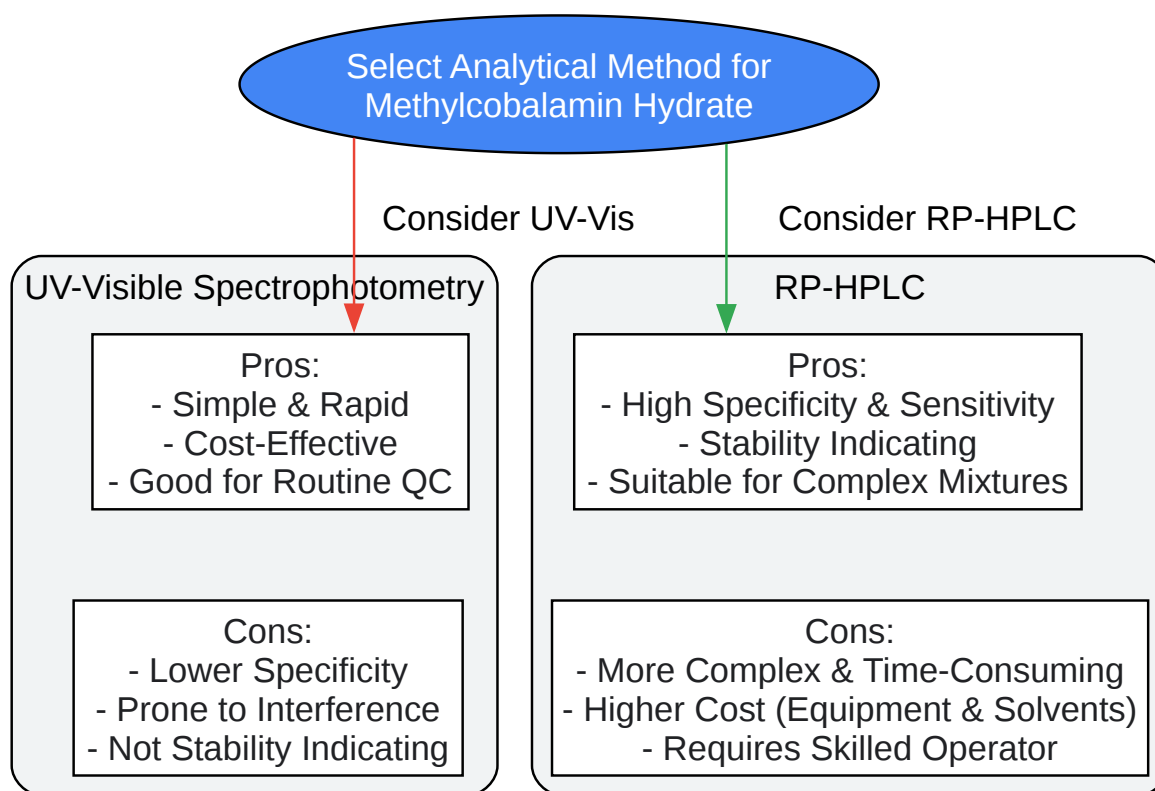 Select Analytical Method for
Methylcobalamin Hydrate
Consider UV-Vis
Consider RP-HPLC
UV-Visible Spectrophotometry
Pros:
- Simple & Rapid
- Cost-Effective
- Good for Routine QC
Cons:
- Lower Specificity
- Prone to Interference
- Not Stability Indicating
RP-HPLC
Pros:
- High Specificity & Sensitivity
- Stability Indicating
- Suitable for Complex Mixtures
Cons:
- More Complex & Time-Consuming
- Higher Cost (Equipment & Solvents)
- Requires Skilled Operator